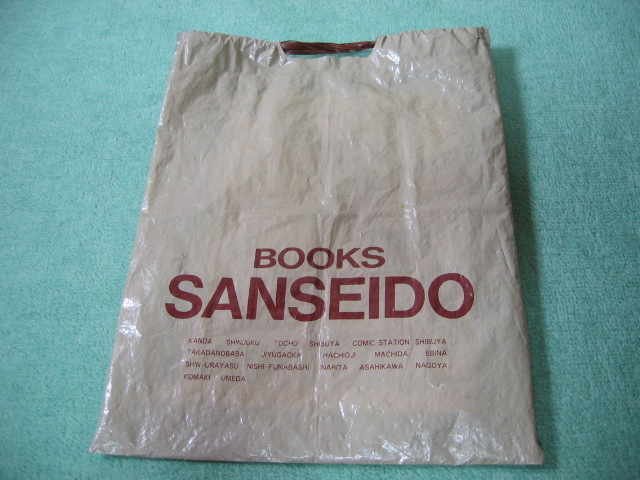 BOOKS
SANSEIDO
KANDA SHINJUKU TOCHO SHIBUYA COMIC STATION SHIBUYA
TAKADANOBABA JIYUGAOKA HACHIOJI MACHIDA EBINA
SHIN-URAYASU NISHI-FUNABASHI NARITA ASAHIKAWA NAGOYA
KOMAKI UMEDA